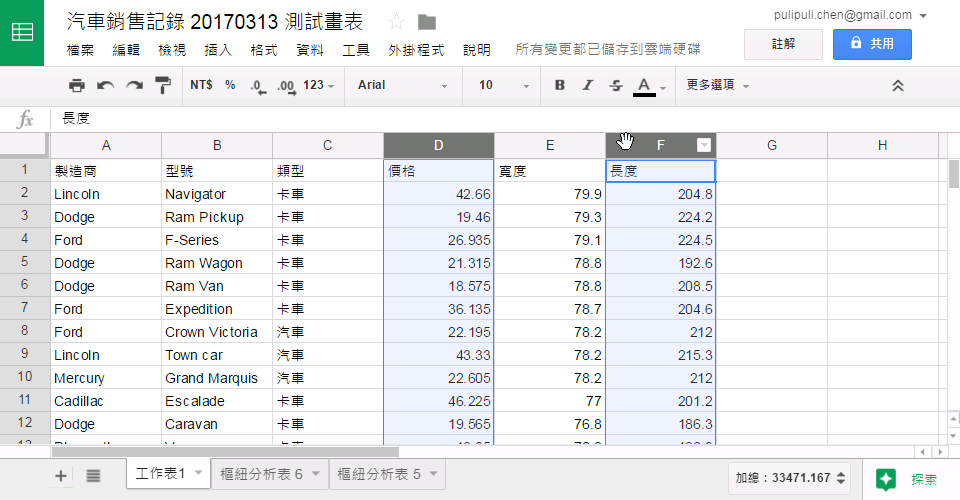 汽車銷售記錄 20170313 測試畫表
pulipuli.chen@gmail.com
檔案 編輯 檢視 插入 格式 資料 工具 外掛程式 說明 所有變更都已儲存到雲端硬碟
註解 共用
NT$ % .0 .00 123 Arial 10 B I S A 更多選項
fx 長度
A B C D E F G H
1 製造商 型號 類型 價格 寬度 長度
2 Lincoln Navigator 卡車 42.66 79.9 204.8
3 Dodge Ram Pickup 卡車 19.46 79.3 224.2
4 Ford F-Series 卡車 26.935 79.1 224.5
5 Dodge Ram Wagon 卡車 21.315 78.8 192.6
6 Dodge Ram Van 卡車 18.575 78.8 208.5
7 Ford Expedition 卡車 36.135 78.7 204.6
8 Ford Crown Victoria 汽車 22.195 78.2 212
9 Lincoln Town car 汽車 43.33 78.2 215.3
10 Mercury Grand Marquis 汽車 22.605 78.2 212
11 Cadillac Escalade 卡車 46.225 77 201.2
12 Dodge Caravan 卡車 19.565 76.8 186.3
工作表1 樞紐分析表 6 樞紐分析表 5 加總：33471.167 探索